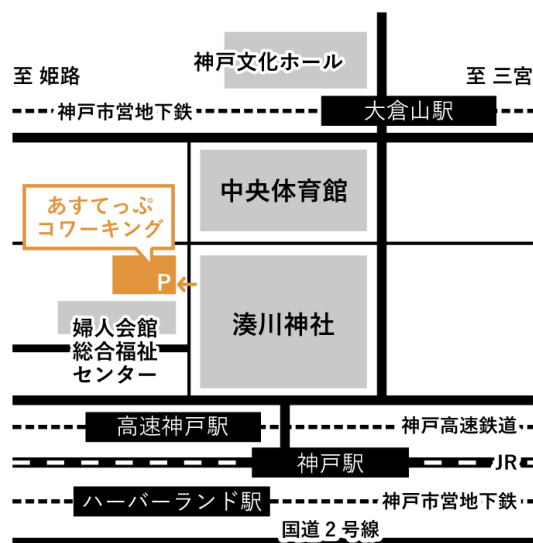 神戸文化ホール
至 姫路
至 三宮
神戸市営地下鉄
大倉山駅
中央体育館
あすてっぷ
コワーキング
P
湊川神社
婦人会館
総合福祉
センター
高速神戸駅
神戸高速鉄道
神戸駅
JR
ハーバーランド駅
神戸市営地下鉄
国道2号線